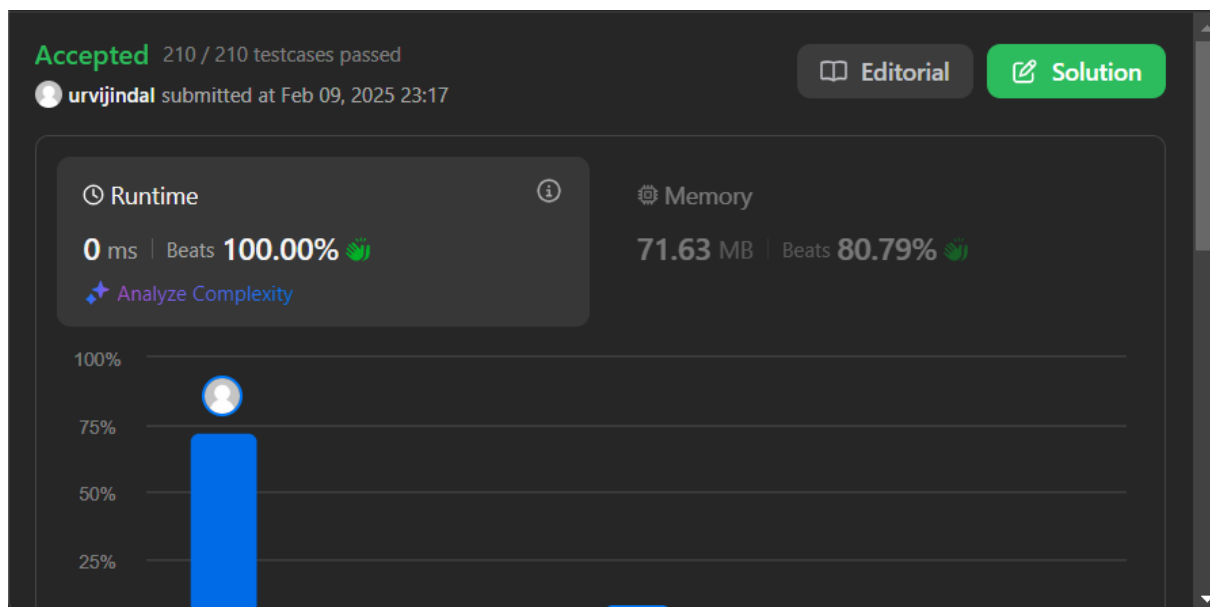 Accepted 210 / 210 testcases passed
Editorial
Solution
urvijindal submitted at Feb 09, 2025 23:17
Runtime
0 ms | Beats 100.00%
Analyze Complexity
Memory
71.63 MB | Beats 80.79%
100%
75%
50%
25%